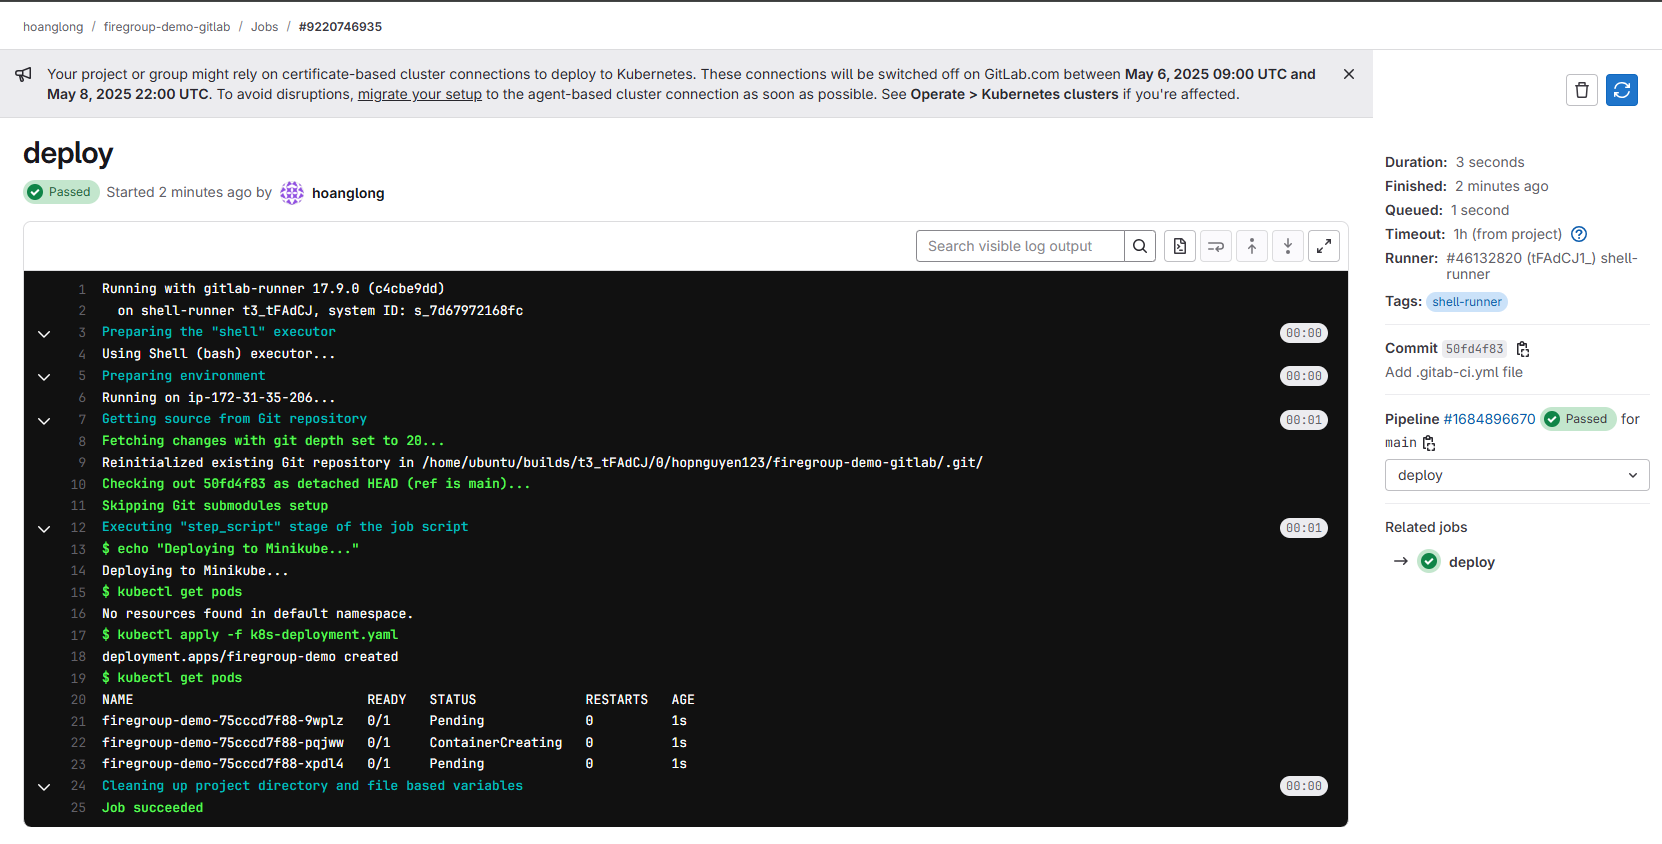 hoanglong / firegroup-demo-gitlab / Jobs / #9220746935
Your project or group might rely on certificate-based cluster connections to deploy to Kubernetes. These connections will be switched off on GitLab.com between May 6, 2025 09:00 UTC and
May 8, 2025 22:00 UTC. To avoid disruptions, migrate your setup to the agent-based cluster connection as soon as possible. See Operate > Kubernetes clusters if you're affected.
deploy
Passed Started 2 minutes ago by hoanglong
Search visible log output
1 Running with gitlab-runner 17.9.0 (c4cbe9dd)
2 on shell-runner t3_tFAdCJ, system ID: s_7d67972168fc
3 Preparing the "shell" executor 00:00
4 Using Shell (bash) executor...
5 Preparing environment 00:00
6 Running on ip-172-31-35-206...
7 Getting source from Git repository 00:01
8 Fetching changes with git depth set to 20...
9 Reinitialized existing Git repository in /home/ubuntu/builds/t3_tFAdCJ/0/hopnguyen123/firegroup-demo-gitlab/.git/
10 Checking out 50fd4f83 as detached HEAD (ref is main)...
11 Skipping Git submodules setup
12 Executing "step_script" stage of the job script 00:01
13 $ echo "Deploying to Minikube..."
14 Deploying to Minikube...
15 $ kubectl get pods
16 No resources found in default namespace.
17 $ kubectl apply -f k8s-deployment.yaml
18 deployment.apps/firegroup-demo created
19 $ kubectl get pods
20 NAME READY STATUS RESTARTS AGE
21 firegroup-demo-75cccd7f88-9wplz 0/1 Pending 0 1s
22 firegroup-demo-75cccd7f88-pqjww 0/1 ContainerCreating 0 1s
23 firegroup-demo-75cccd7f88-xpdl4 0/1 Pending 0 1s
24 Cleaning up project directory and file based variables 00:00
25 Job succeeded
Duration: 3 seconds
Finished: 2 minutes ago
Queued: 1 second
Timeout: 1h (from project)
Runner: #46132820 (tFAdCJ1_) shell-
runner
Tags: shell-runner
Commit 50fd4f83
Add .gitab-ci.yml file
Pipeline #1684896670 Passed for
main
deploy
Related jobs
→ deploy